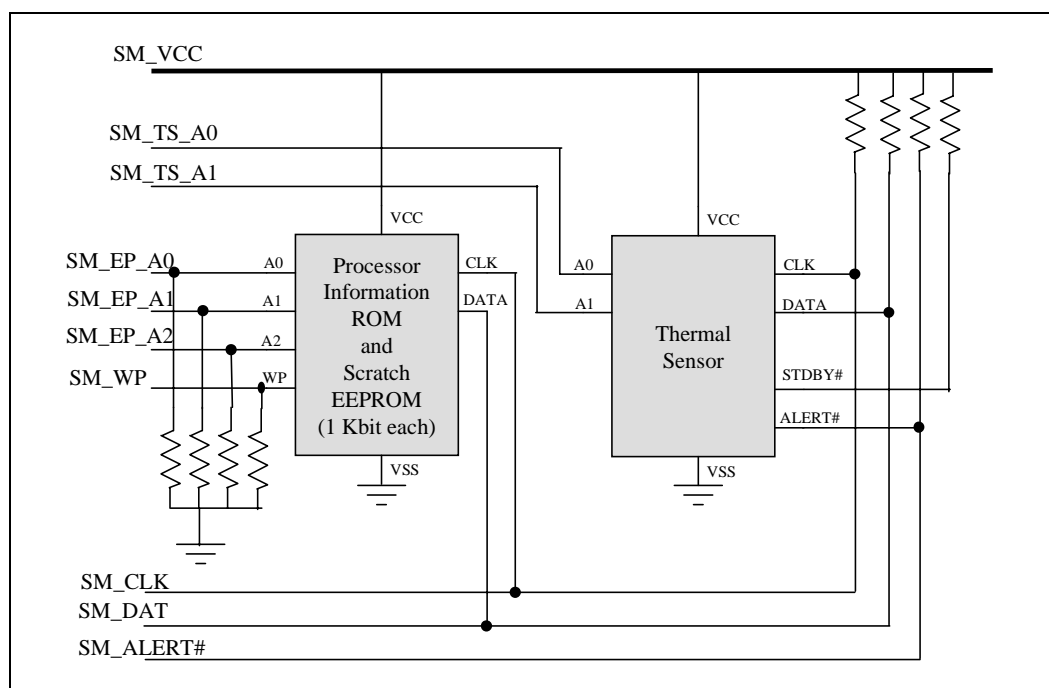 SM_VCC
SM_TS_A0
SM_TS_A1
VCC
VCC
SM_EP_A0
A0
CLK
A0
CLK
SM_EP_A1
A1
DATA
A1
DATA
SM_EP_A2
A2
SM_WP
WP
Processor
Information
ROM
and
Scratch
EEPROM
(1 Kbit each)
Thermal
Sensor
STDBY#
ALERT#
VSS
VSS
SM_CLK
SM_DAT
SM_ALERT#